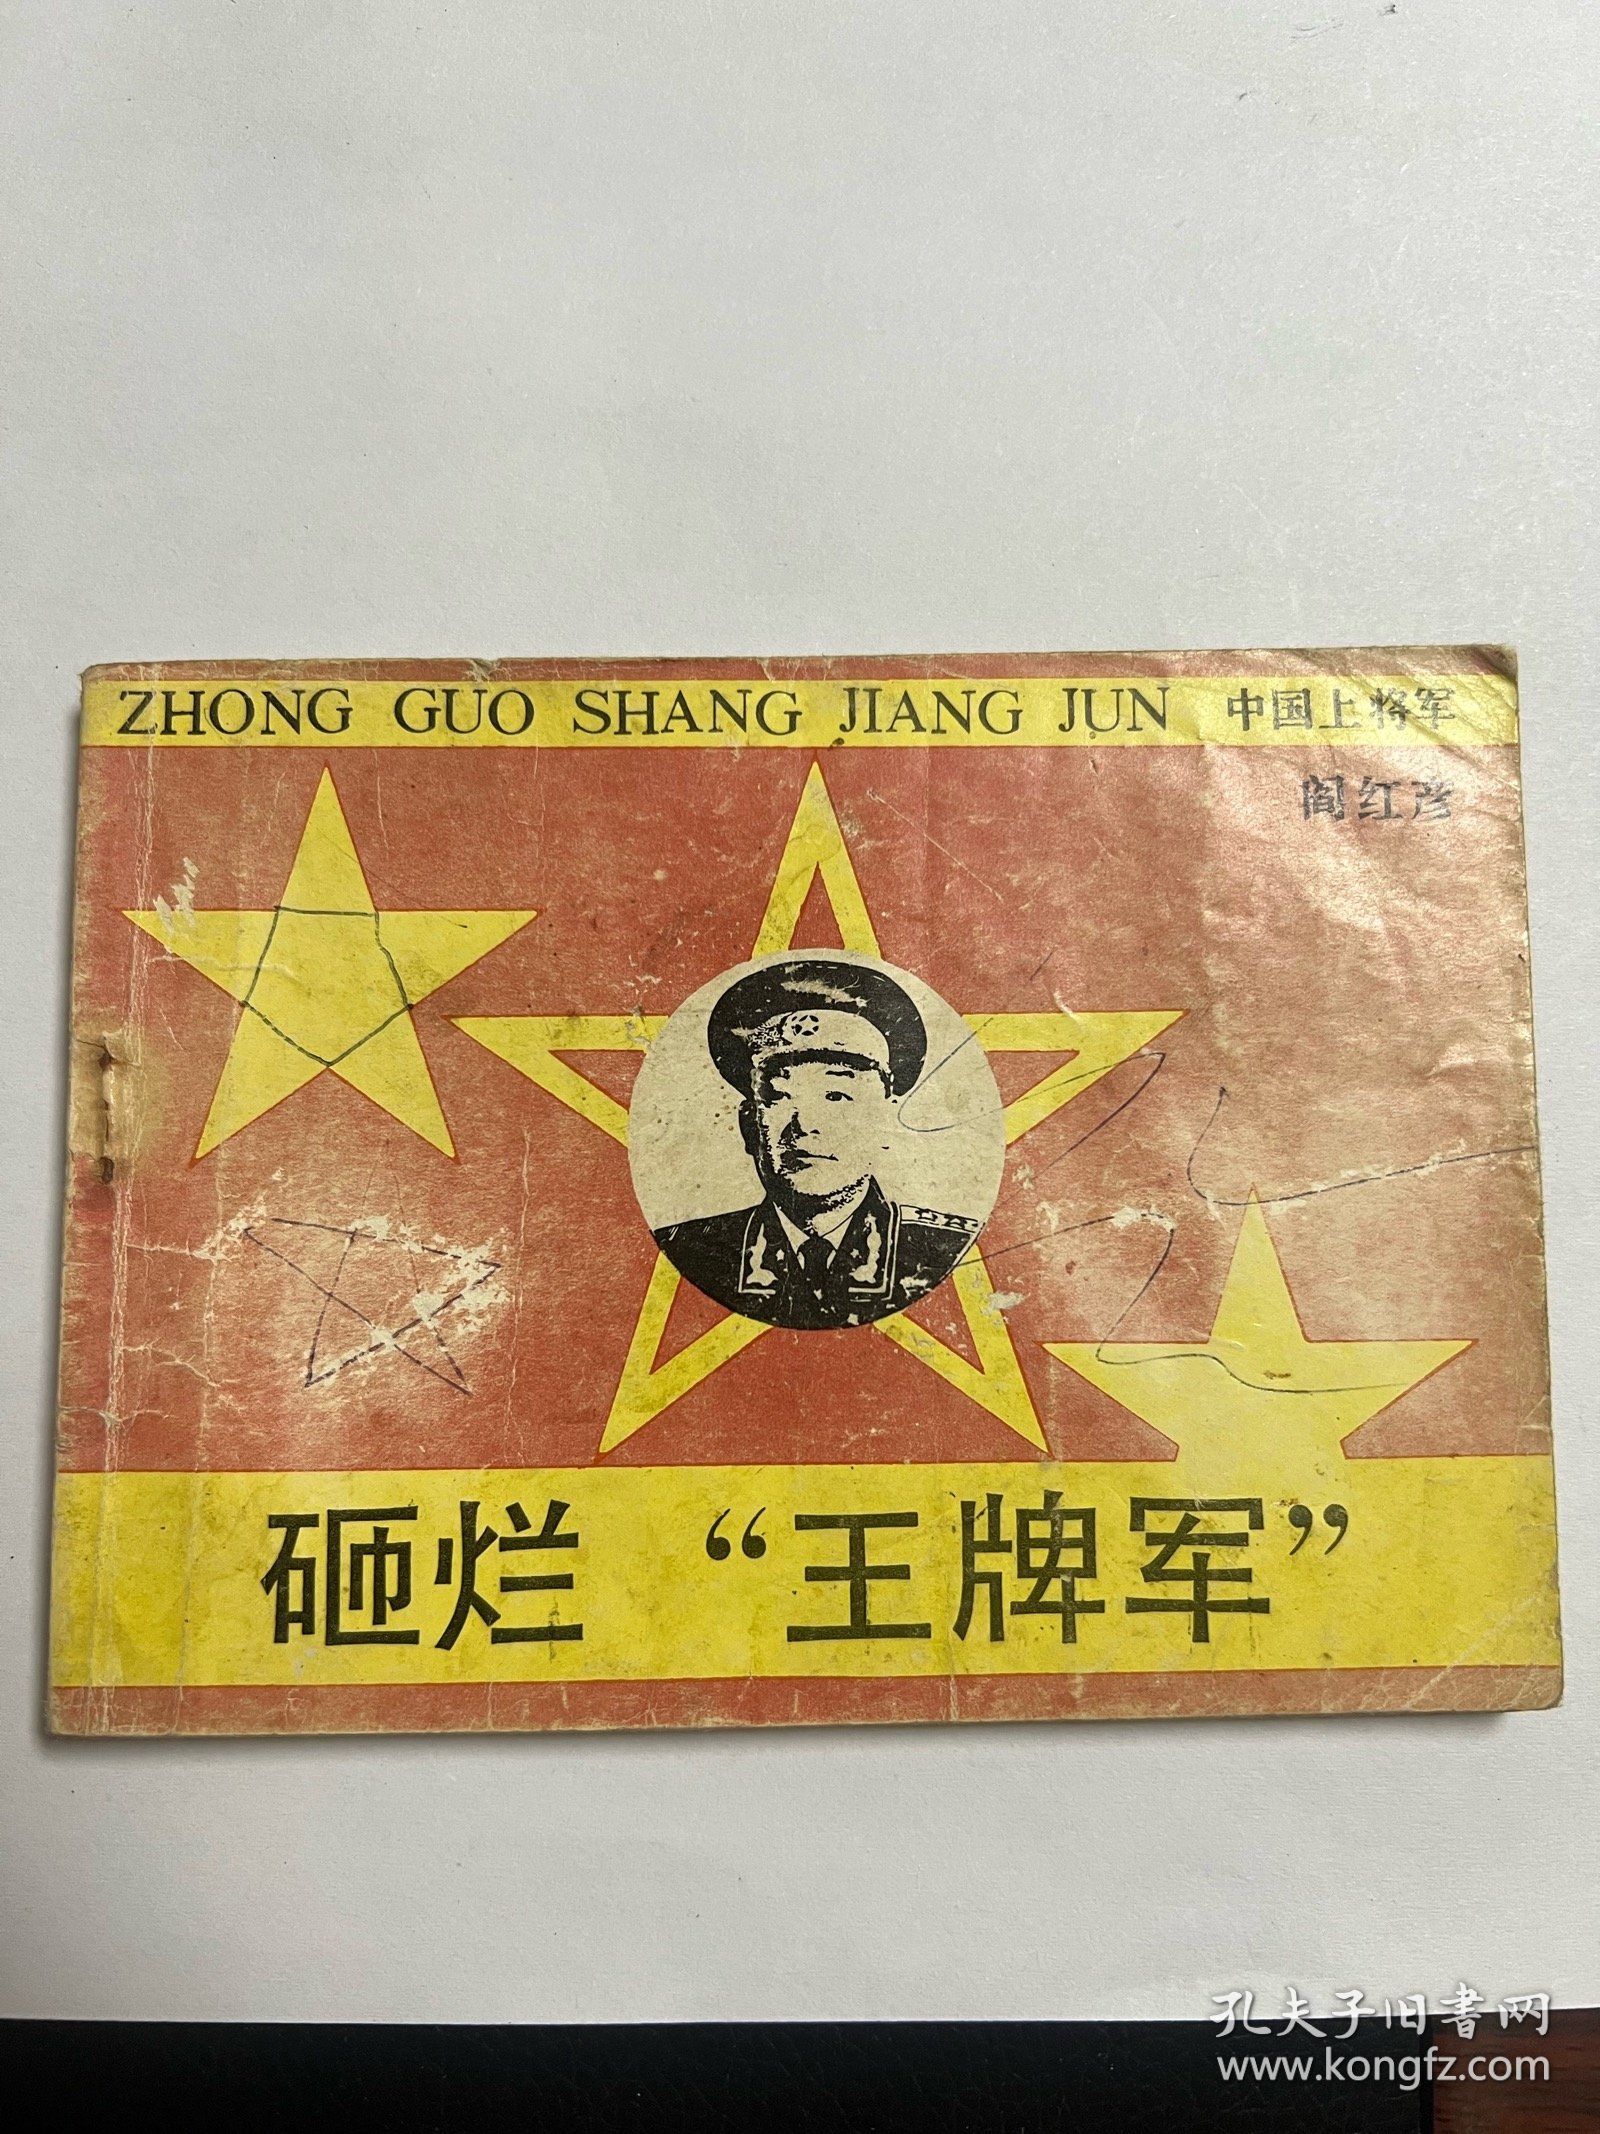 ZHONG GUO SHANG JIANG JUN 中国上将军
阎红彦
砸烂 “王牌军”
孔夫子旧书网
www.kongfz.com